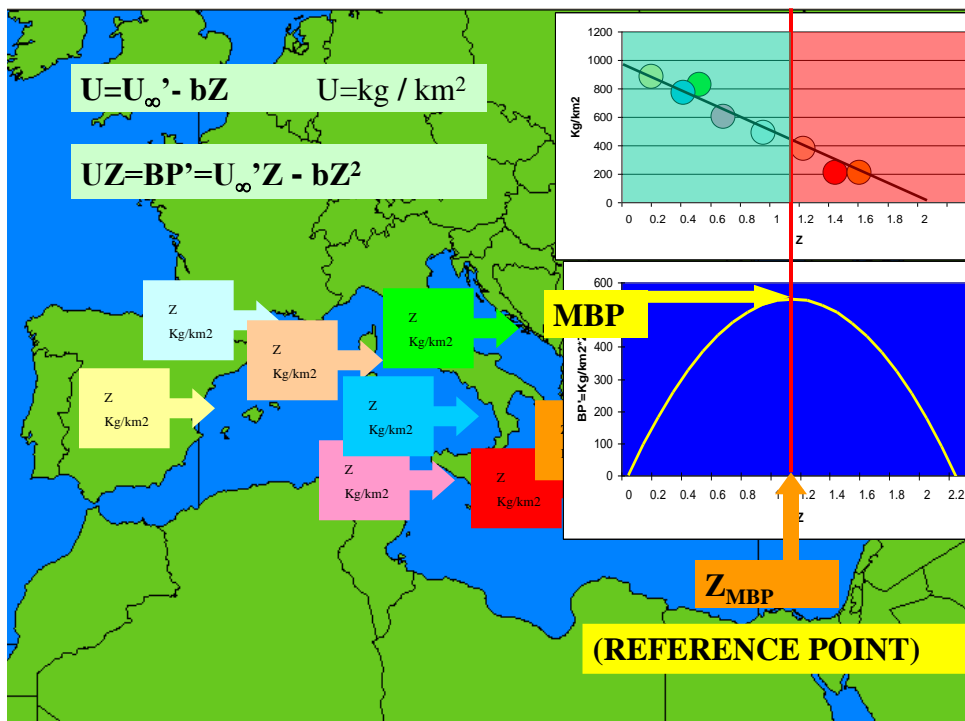 U=U∞’- bZ U=kg / km²
UZ=BP’=U∞’Z - bZ²
1200
1000
800
600
400
200
0
Kg/km2
0 0.2 0.4 0.6 0.8 1 1.2 1.4 1.6 1.8 2
Z
600
400
300
200
100
0
0 0.2 0.4 0.6 0.8 1 1.2 1.4 1.6 1.8 2 2.2
Z
MBP
Z
Kg/km2
Z
Kg/km2
Z
Kg/km2
Z
Kg/km2
Z
Kg/km2
Z
Kg/km2
Z
Kg/km2
Z_MBP
(REFERENCE POINT)